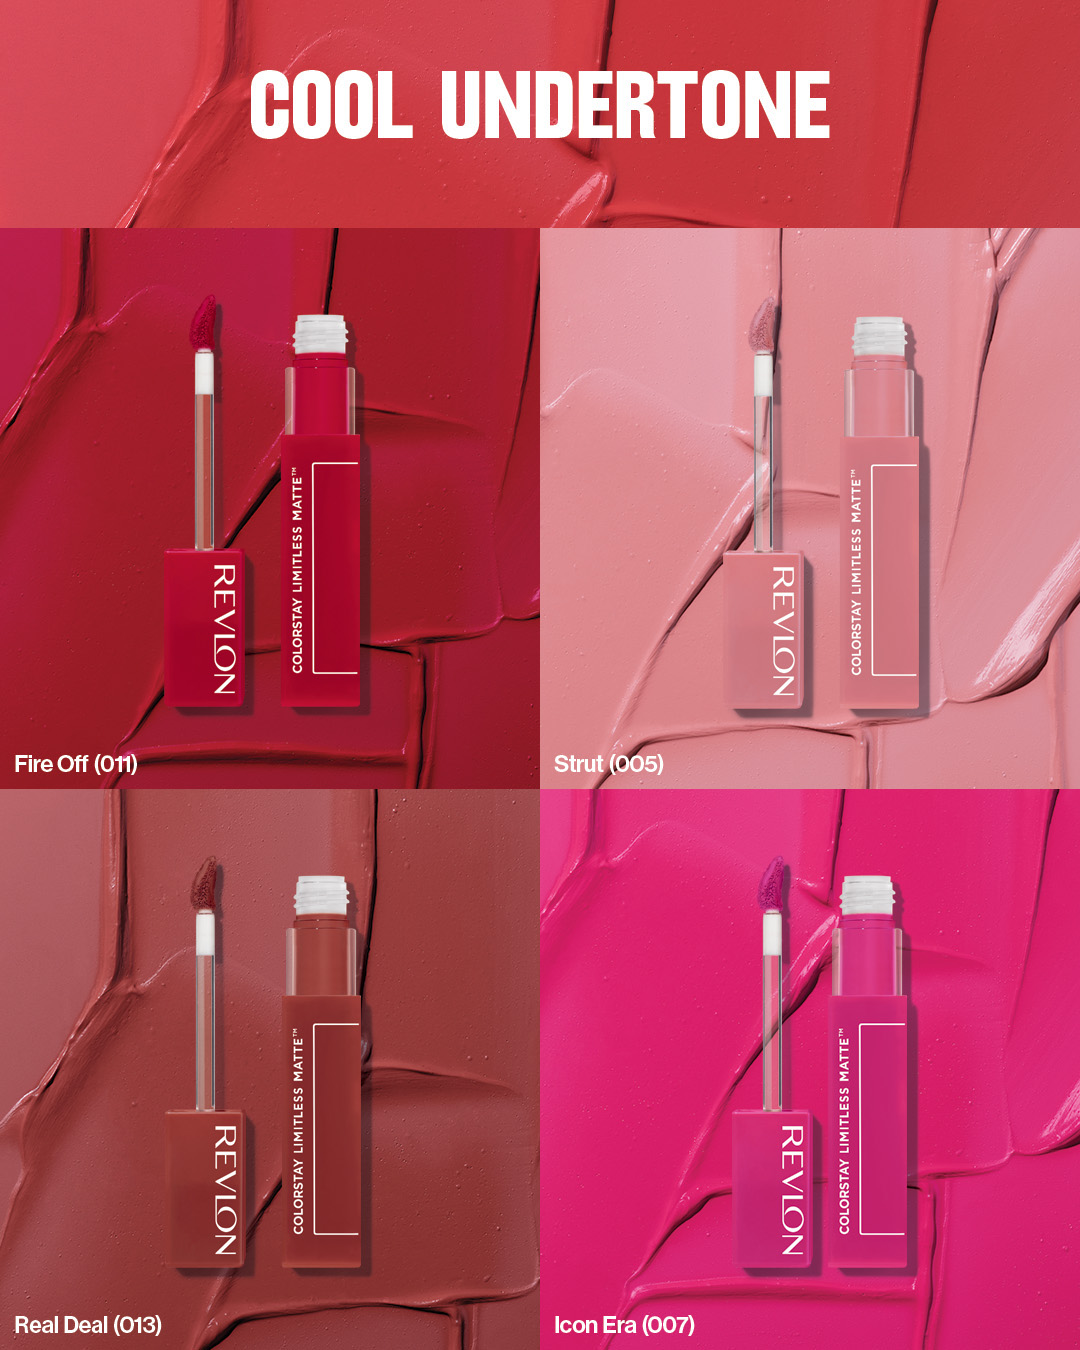 COOL UNDERTONE
REVLON
COLORSTAY LIMITLESS MATTE™
Fire Off (011)
REVLON
COLORSTAY LIMITLESS MATTE™
Strut (005)
REVLON
COLORSTAY LIMITLESS MATTE™
Real Deal (013)
REVLON
COLORSTAY LIMITLESS MATTE™
Icon Era (007)